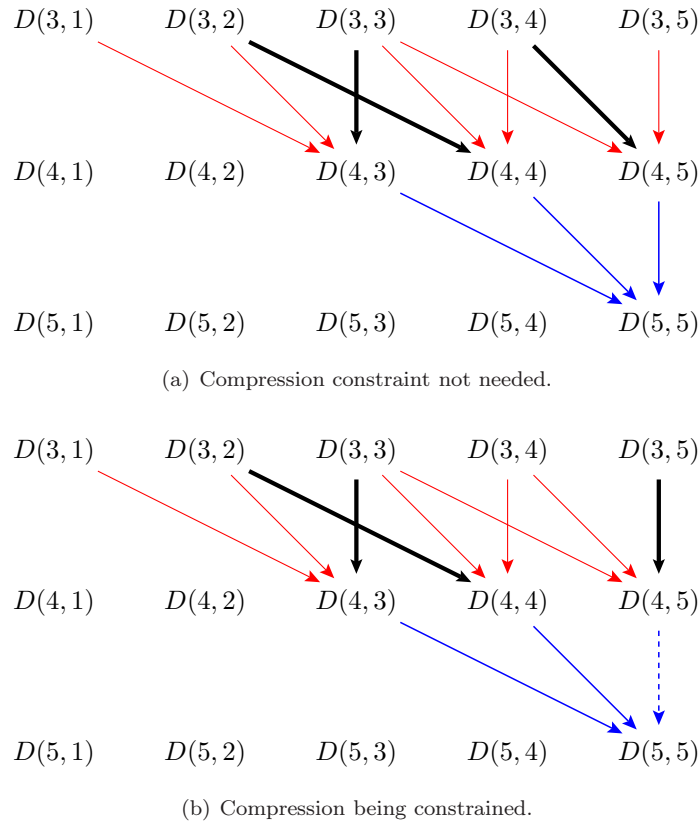 D(3, 1) D(3, 2) D(3, 3) D(3, 4) D(3, 5)
D(4, 1) D(4, 2) D(4, 3) D(4, 4) D(4, 5)
D(5, 1) D(5, 2) D(5, 3) D(5, 4) D(5, 5)
(a) Compression constraint not needed.
D(3, 1) D(3, 2) D(3, 3) D(3, 4) D(3, 5)
D(4, 1) D(4, 2) D(4, 3) D(4, 4) D(4, 5)
D(5, 1) D(5, 2) D(5, 3) D(5, 4) D(5, 5)
(b) Compression being constrained.